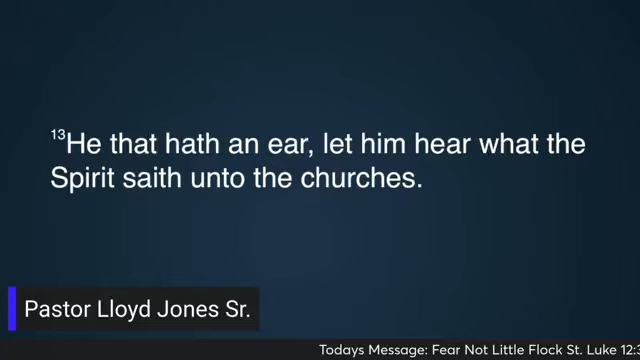 13He that hath an ear, let him hear what the
Spirit saith unto the churches.
Pastor Lloyd Jones Sr.
Todays Message: Fear Not Little Flock St. Luke 12:3